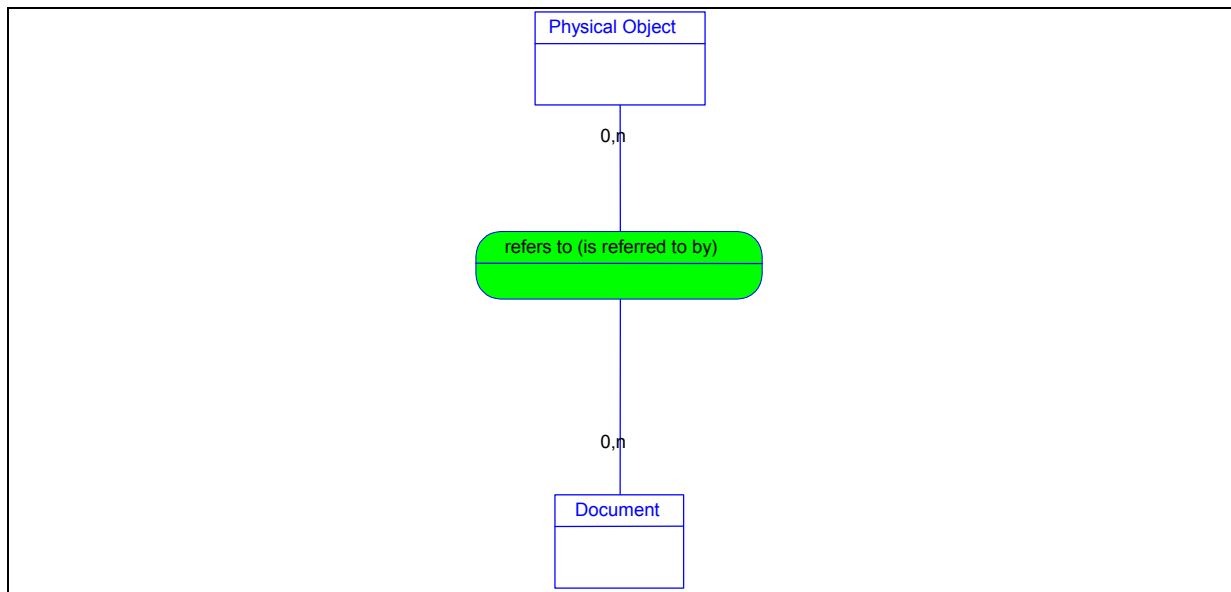 Physical Object
0,n
refers to (is referred to by)
0,n
Document